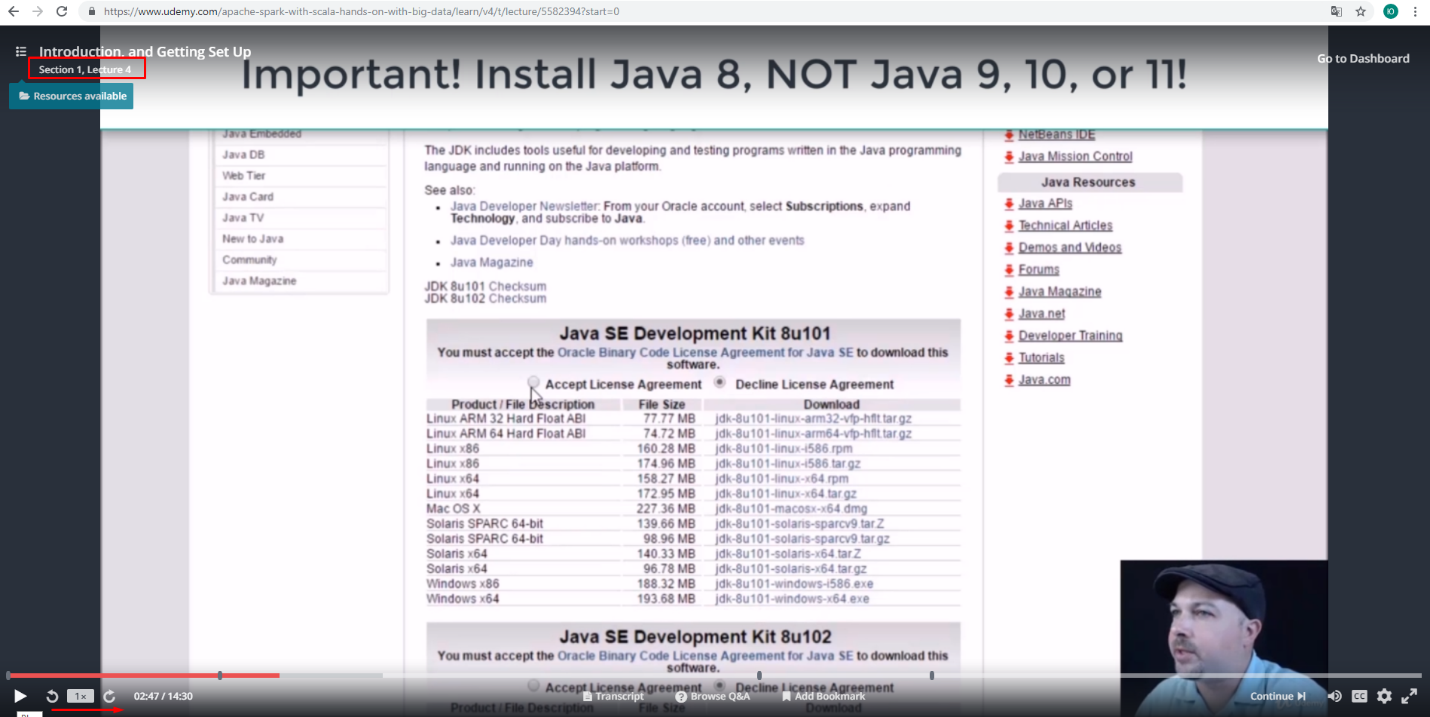 https://www.udemy.com/apache-spark-with-scala-hands-on-with-big-data/learn/v4/t/lecture/5582394?start=0
Introduction, and Getting Set Up
Section 1, Lecture 4
Go to Dashboard
Resources available
Important! Install Java 8, NOT Java 9, 10, or 11!
Java Embedded
Java DB
Web Tier
Java Card
Java TV
New to Java
Community
Java Magazine
The JDK includes tools useful for developing and testing programs written in the Java programming
language and running on the Java platform.
See also:
Java Developer Newsletter: From your Oracle account, select Subscriptions, expand
Technology, and subscribe to Java.
Java Developer Day hands-on workshops (free) and other events
Java Magazine
JDK 8u101 Checksum
JDK 8u102 Checksum
Java SE Development Kit 8u101
You must accept the Oracle Binary Code License Agreement for Java SE to download this
software.
Accept License Agreement Decline License Agreement
Product / File Description File Size Download
Linux ARM 32 Hard Float ABI 77.77 MB jdk-8u101-linux-arm32-vfp-hflt.tar.gz
Linux ARM 64 Hard Float ABI 74.72 MB jdk-8u101-linux-arm64-vfp-hflt.tar.gz
Linux x86 160.28 MB jdk-8u101-linux-i586.rpm
Linux x86 174.96 MB jdk-8u101-linux-i586.tar.gz
Linux x64 158.27 MB jdk-8u101-linux-x64.rpm
Linux x64 172.95 MB jdk-8u101-linux-x64.tar.gz
Mac OS X 227.36 MB jdk-8u101-macosx-x64.dmg
Solaris SPARC 64-bit 139.66 MB jdk-8u101-solaris-sparcv9.tar.Z
Solaris SPARC 64-bit 98.96 MB jdk-8u101-solaris-sparcv9.tar.gz
Solaris x64 140.33 MB jdk-8u101-solaris-x64.tar.Z
Solaris x64 96.78 MB jdk-8u101-solaris-x64.tar.gz
Windows x86 188.32 MB jdk-8u101-windows-i586.exe
Windows x64 193.68 MB jdk-8u101-windows-x64.exe
Java SE Development Kit 8u102
You must accept the Oracle Binary Code License Agreement for Java SE to download this
software.
Accept License Agreement Decline License Agreement
Product / File Description File Size Download
NetBeans IDE
Java Mission Control
Java Resources
Java APIs
Technical Articles
Demos and Videos
Forums
Java Magazine
Java.net
Developer Training
Tutorials
Java.com
1x 02:47 / 14:30 Transcript Browse Q&A Add Bookmark Continue CC